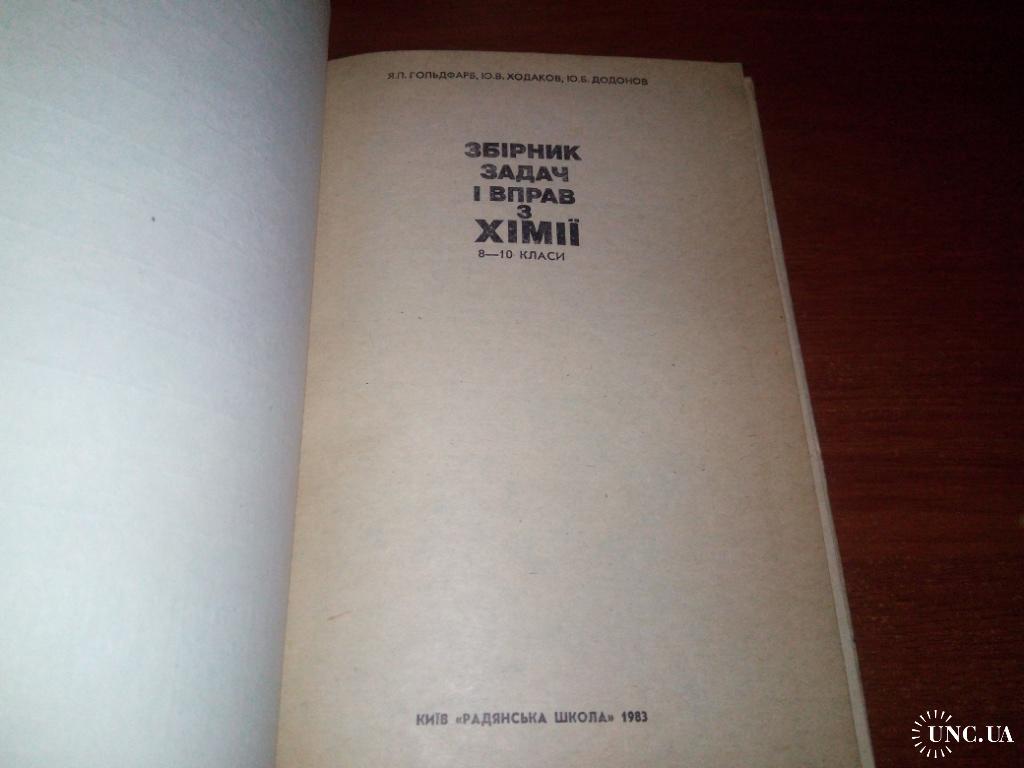 Я.Л. ГОЛЬДФАРБ, Ю.В. ХОДАКОВ, Ю.Б. ДОДОНОВ
ЗБІРНИК
ЗАДАЧ
І ВПРАВ
З
ХІМІЇ
8—10 КЛАСИ
КИЇВ «РАДЯНСЬКА ШКОЛА» 1983
UNC.UA